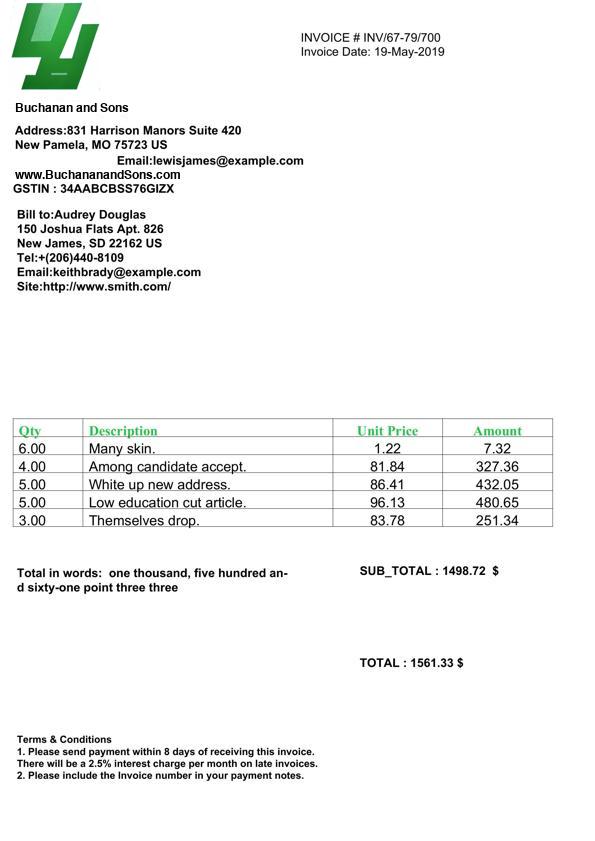 INVOICE # INV/67-79/700
Invoice Date: 19-May-2019
Buchanan and Sons
Address:831 Harrison Manors Suite 420
New Pamela, MO 75723 US
Email:lewisjames@example.com
www.BuchananandSons.com
GSTIN : 34AABCBSS76GIZX
Bill to:Audrey Douglas
150 Joshua Flats Apt. 826
New James, SD 22162 US
Tel:+(206)440-8109
Email:keithbrady@example.com
Site:http://www.smith.com/
Qty Description Unit Price Amount
6.00 Many skin. 1.22 7.32
4.00 Among candidate accept. 81.84 327.36
5.00 White up new address. 86.41 432.05
5.00 Low education cut article. 96.13 480.65
3.00 Themselves drop. 83.78 251.34
Total in words: one thousand, five hundred an-
d sixty-one point three three
SUB_TOTAL : 1498.72 $
TOTAL : 1561.33 $
Terms & Conditions
1. Please send payment within 8 days of receiving this invoice.
There will be a 2.5% interest charge per month on late invoices.
2. Please include the Invoice number in your payment notes.